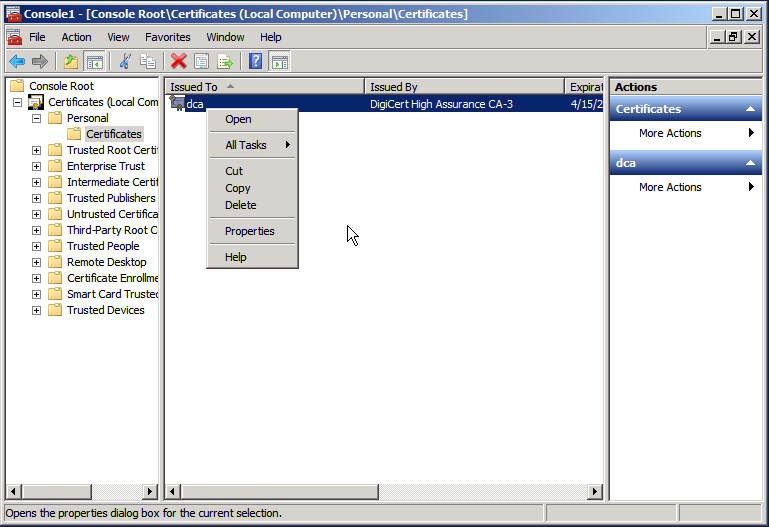 Console1 - [Console Root\Certificates (Local Computer)\Personal\Certificates]
File Action View Favorites Window Help
Console Root
Certificates (Local Com
Personal
Certificates
Trusted Root Certi
Enterprise Trust
Intermediate Certi
Trusted Publishers
Untrusted Certifica
Third-Party Root C
Trusted People
Remote Desktop
Certificate Enrollme
Smart Card Trusted
Trusted Devices
Issued To Issued By Expirat
dca DigiCert High Assurance CA-3 4/15/2
Open
All Tasks
Cut
Copy
Delete
Properties
Help
Actions
Certificates
More Actions
dca
More Actions
Opens the properties dialog box for the current selection.